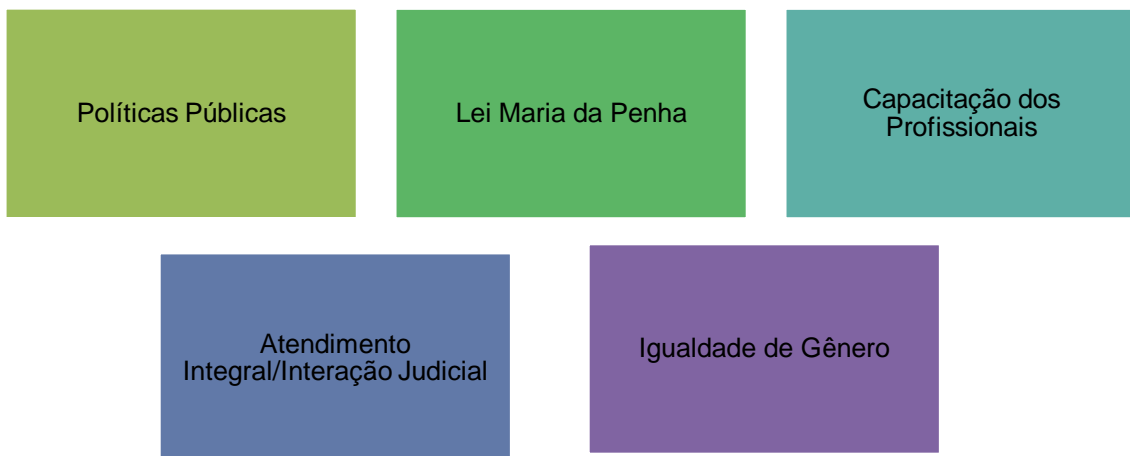 Políticas Públicas
Lei Maria da Penha
Capacitação dos
Profissionais
Atendimento
Integral/Interação Judicial
Igualdade de Gênero